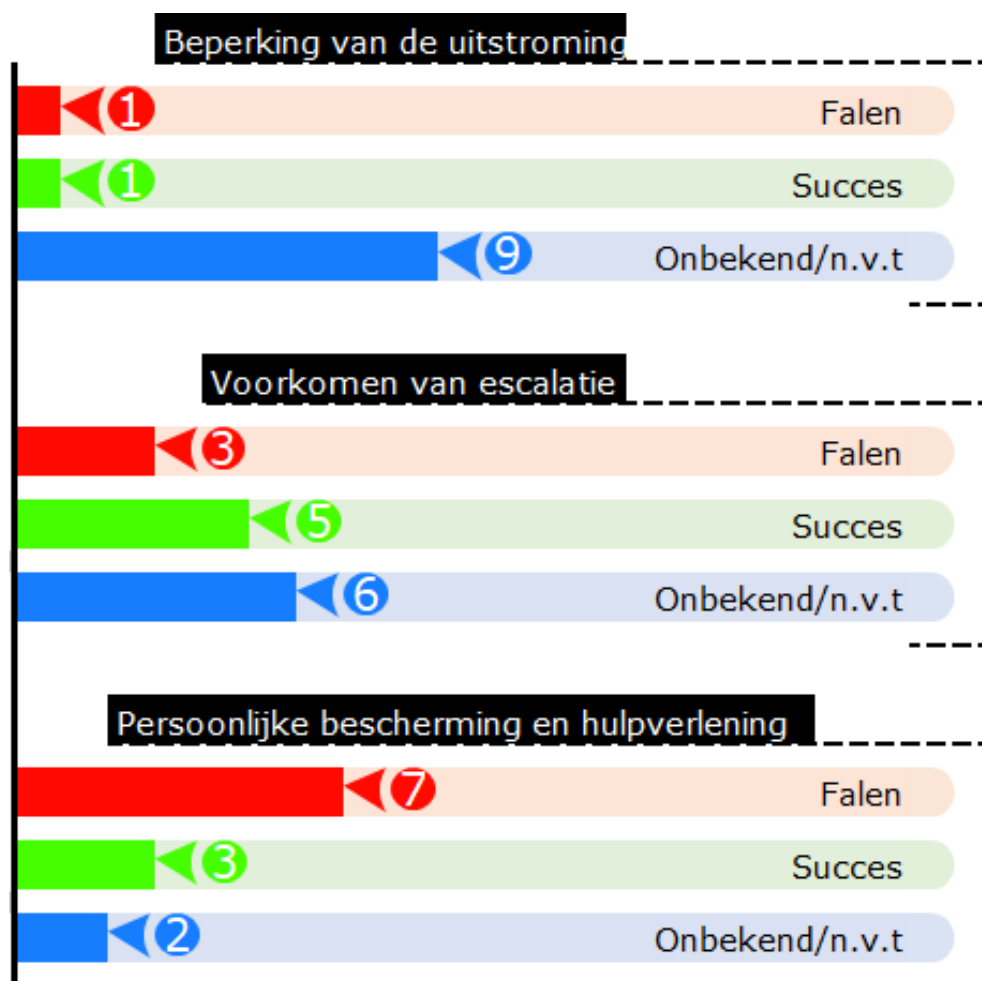 Beperking van de uitstroming
1 Falen
1 Succes
9 Onbekend/n.v.t
Voorkomen van escalatie
3 Falen
5 Succes
6 Onbekend/n.v.t
Persoonlijke bescherming en hulpverlening
7 Falen
3 Succes
2 Onbekend/n.v.t